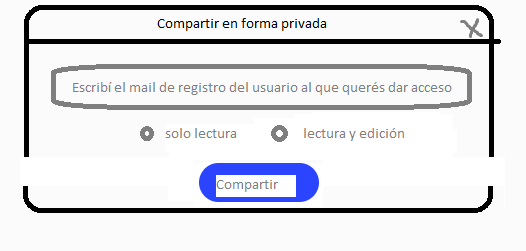 Compartir en forma privada
Escribí el mail de registro del usuario al que querés dar acceso
solo lectura lectura y edición
Compartir